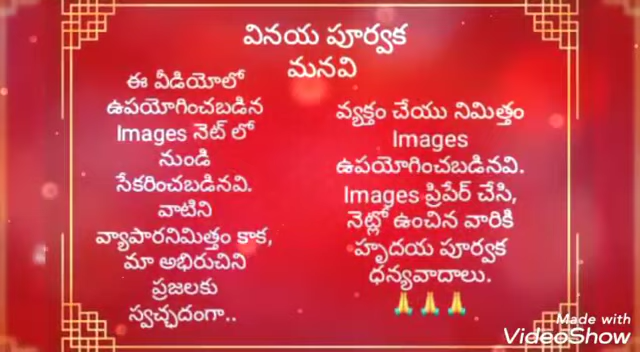 వినయ పూర్వక
మనవి
ఈ వీడియోలో
ఉపయోగించబడిన
Images నెట్ లో
నుండి
సేకరించబడినవి.
వాటిని
వ్యాపారనిమిత్తం కాక,
మా అభిరుచిని
ప్రజలకు
స్వచ్ఛదంగా..
వ్యక్తం చేయు నిమిత్తం
Images
ఉపయోగించబడినవి.
Images ప్రిపేర్ చేసి,
నెట్లో ఉంచిన వారికి
హృదయ పూర్వక
ధన్యవాదాలు.
🙏🙏🙏
Made with
VideoShow